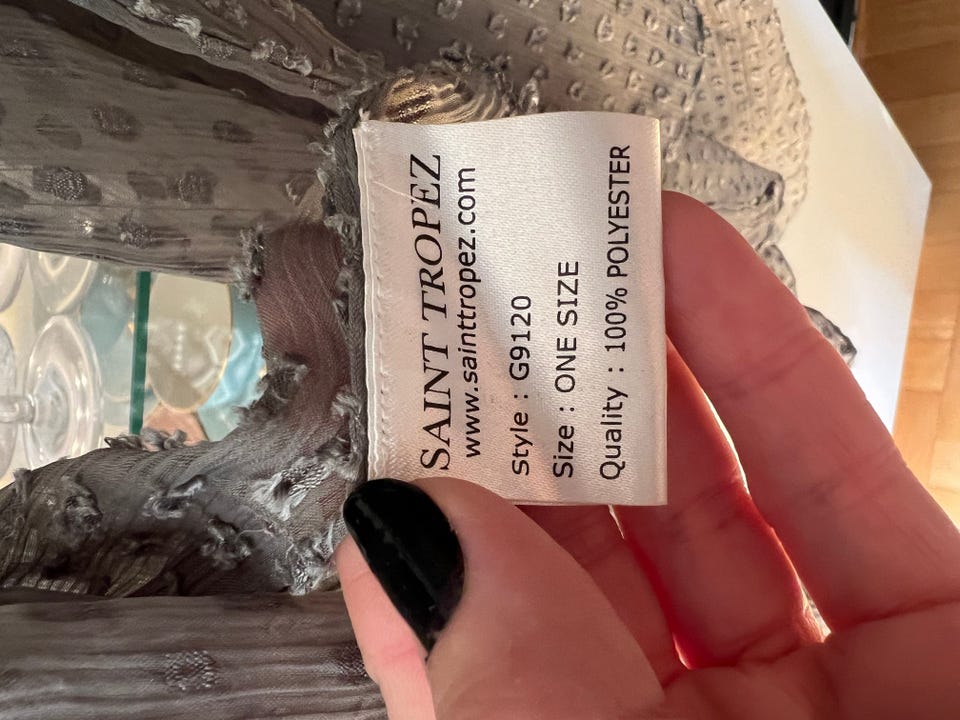 SAINT TROPEZ
www.sainttropez.com
Style : G9120
Size : ONE SIZE
Quality : 100% POLYESTER